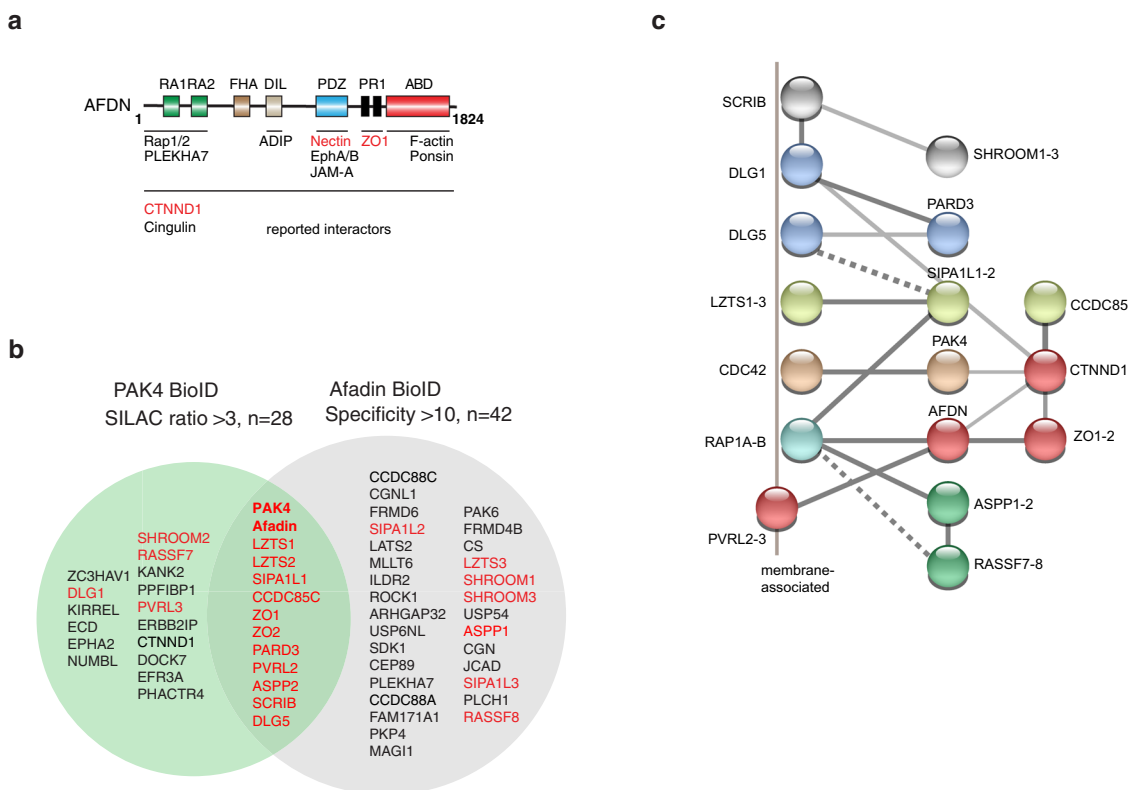 a
RA1 RA2 FHA DIL PDZ PR1 ABD
AFDN
1
1824
Rap1/2
PLEKHA7
ADIP
Nectin
EphA/B
JAM-A
ZO1
F-actin
Ponsin
CTNND1
Cingulin
reported interactors
b
PAK4 BioID
SILAC ratio >3, n=28
Afadin BioID
Specificity >10, n=42
ZC3HAV1
DLG1
KIRREL
ECD
EPHA2
NUMBL
SHROOM2
RASSF7
KANK2
PPFIBP1
PVRL3
ERBB2IP
CTNND1
DOCK7
EFR3A
PHACTR4
PAK4
Afadin
LZTS1
LZTS2
SIPA1L1
CCDC85C
ZO1
ZO2
PARD3
PVRL2
ASPP2
SCRIB
DLG5
CCDC88C
CGNL1
FRMD6
SIPA1L2
LATS2
MLLT6
ILDR2
ROCK1
ARHGAP32
USP6NL
SDK1
CEP89
PLEKHA7
CCDC88A
FAM171A1
PKP4
MAGI1
PAK6
FRMD4B
CS
LZTS3
SHROOM1
SHROOM3
USP54
ASPP1
CGN
JCAD
SIPA1L3
PLCH1
RASSF8
c
SCRIB
SHROOM1-3
DLG1
PARD3
DLG5
SIPA1L1-2
LZTS1-3
CCDC85
PAK4
CDC42
CTNND1
AFDN
RAP1A-B
ZO1-2
ASPP1-2
PVRL2-3
RASSF7-8
membrane-
associated